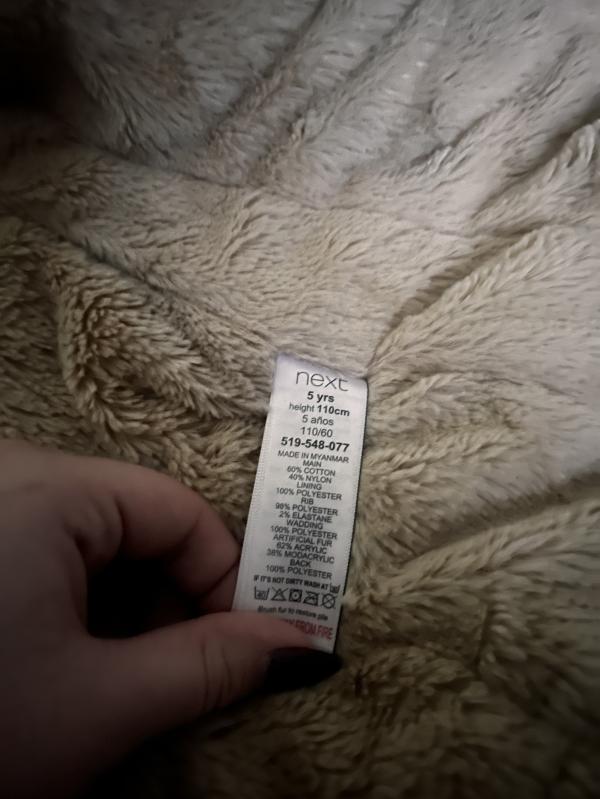 next
5 yrs
height 110cm
5 años
110/60
519-548-077
MADE IN MYANMAR
MAIN
60% COTTON
40% NYLON
LINING
100% POLYESTER
RIB
98% POLYESTER
2% ELASTANE
WADDING
100% POLYESTER
ARTIFICIAL FUR
62% ACRYLIC
38% MODACRYLIC
BACK
100% POLYESTER
IF IT'S NOT DIRTY WASH AT 30
40
Brush fur to restore pile
FROM FIRE